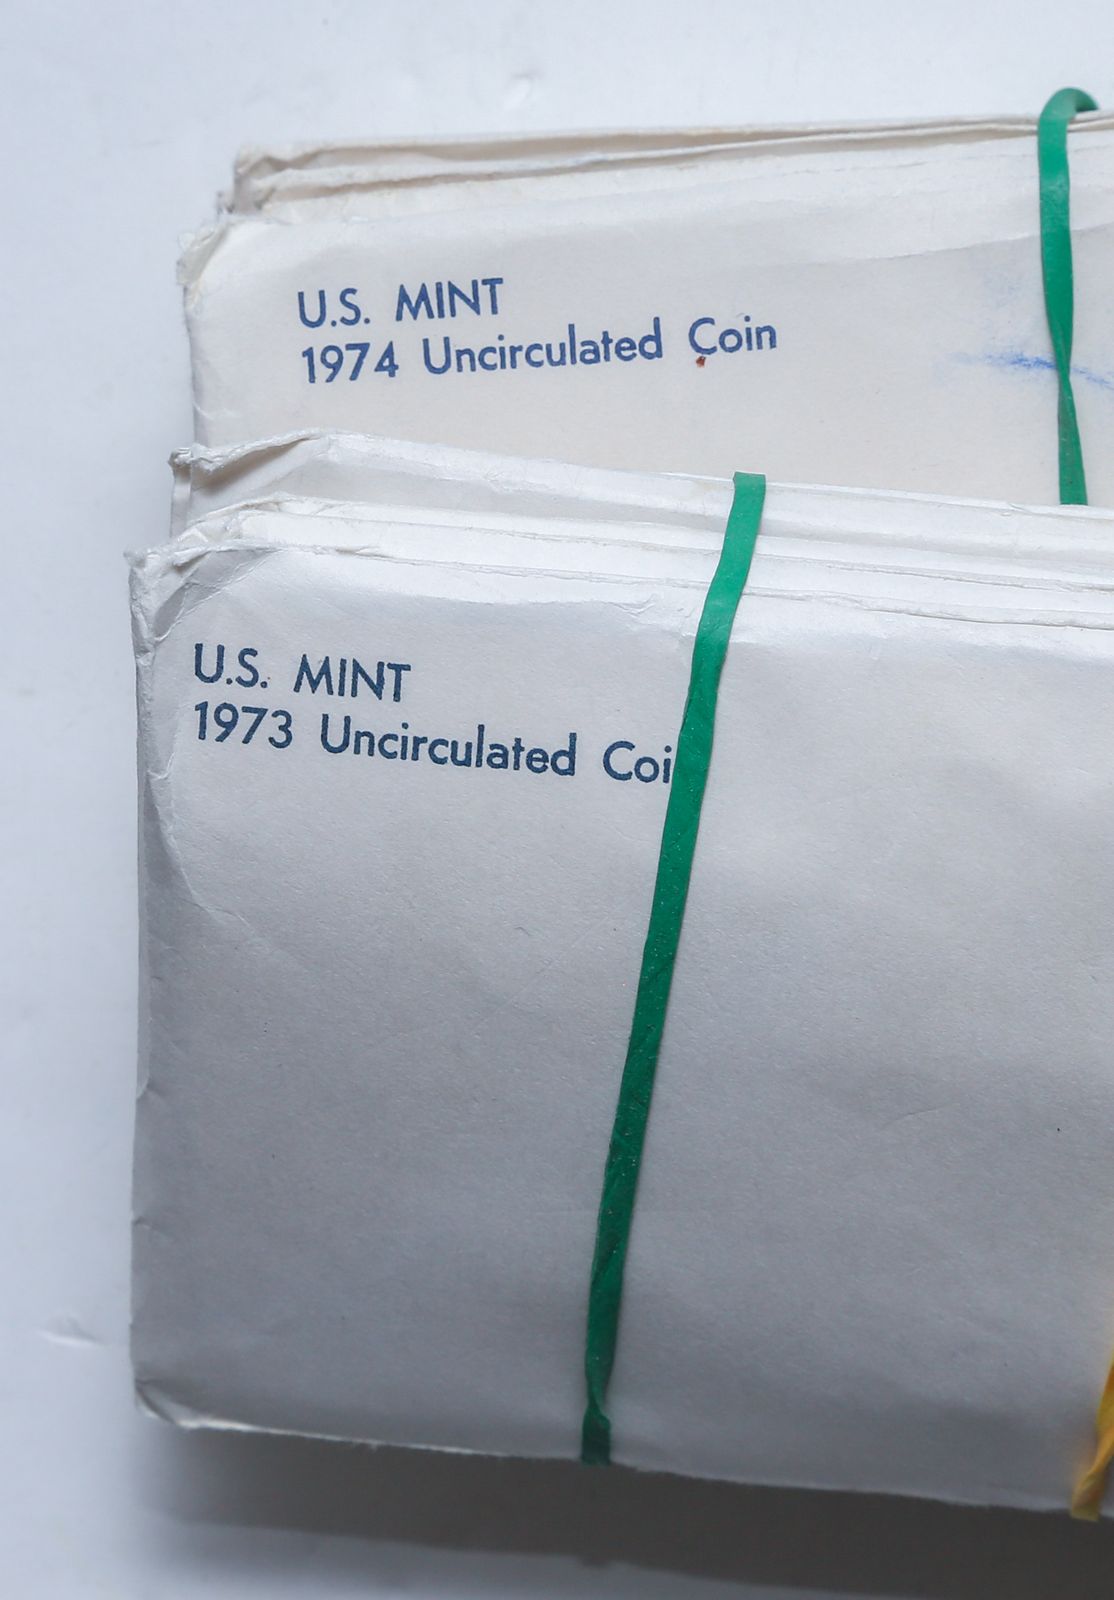 U.S. MINT
1974 Uncirculated Coin
U.S. MINT
1973 Uncirculated Coi